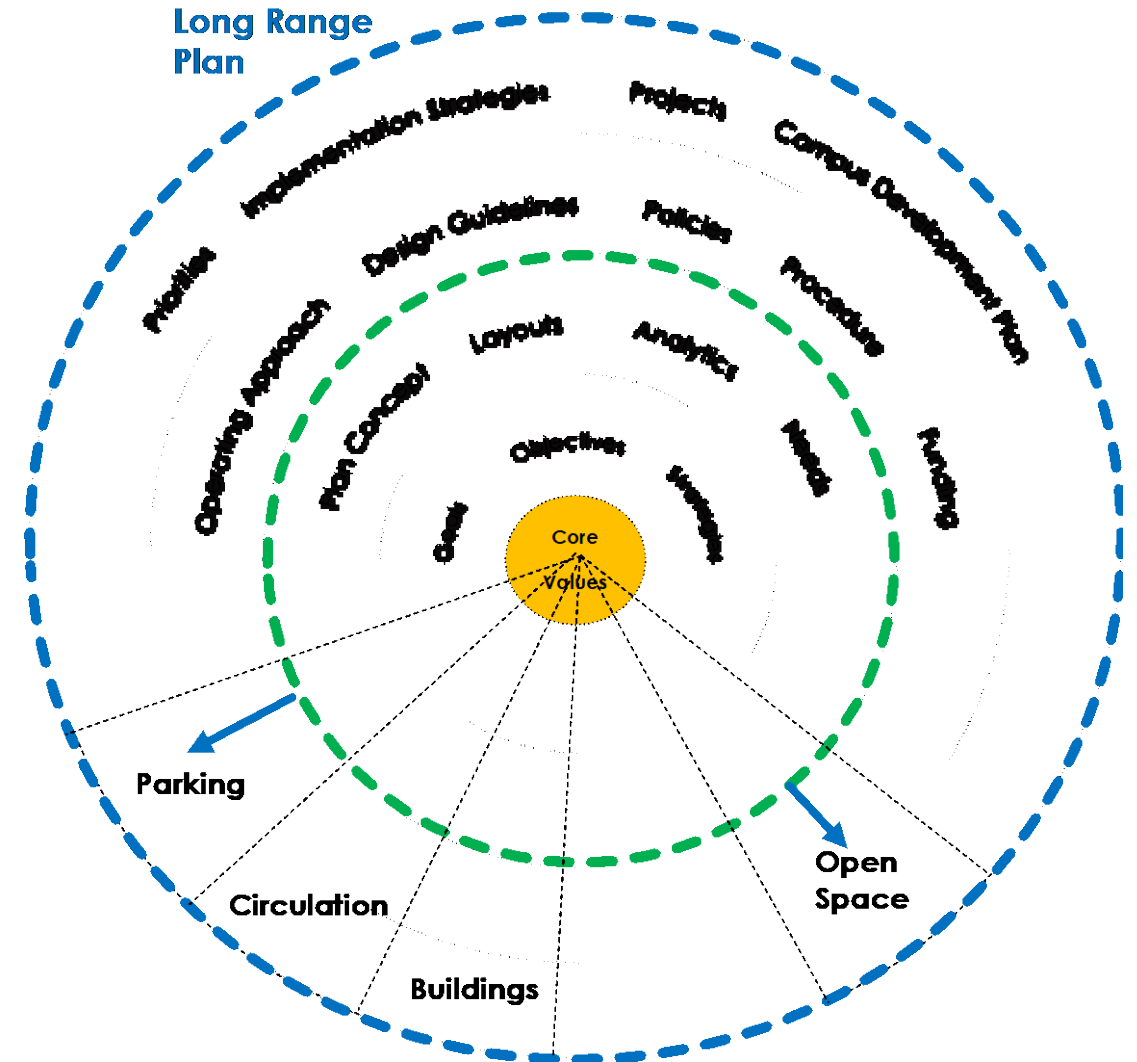 Long Range
Plan
Implementation Strategies
Projects
Campus Development Plan
Priorities
Design Guidelines
Policies
Procedure
Operating Approach
Layouts
Analytics
Plan Concept
Needs
Funding
Objectives
Goals
Strategies
Core
Values
Parking
Open
Space
Circulation
Buildings